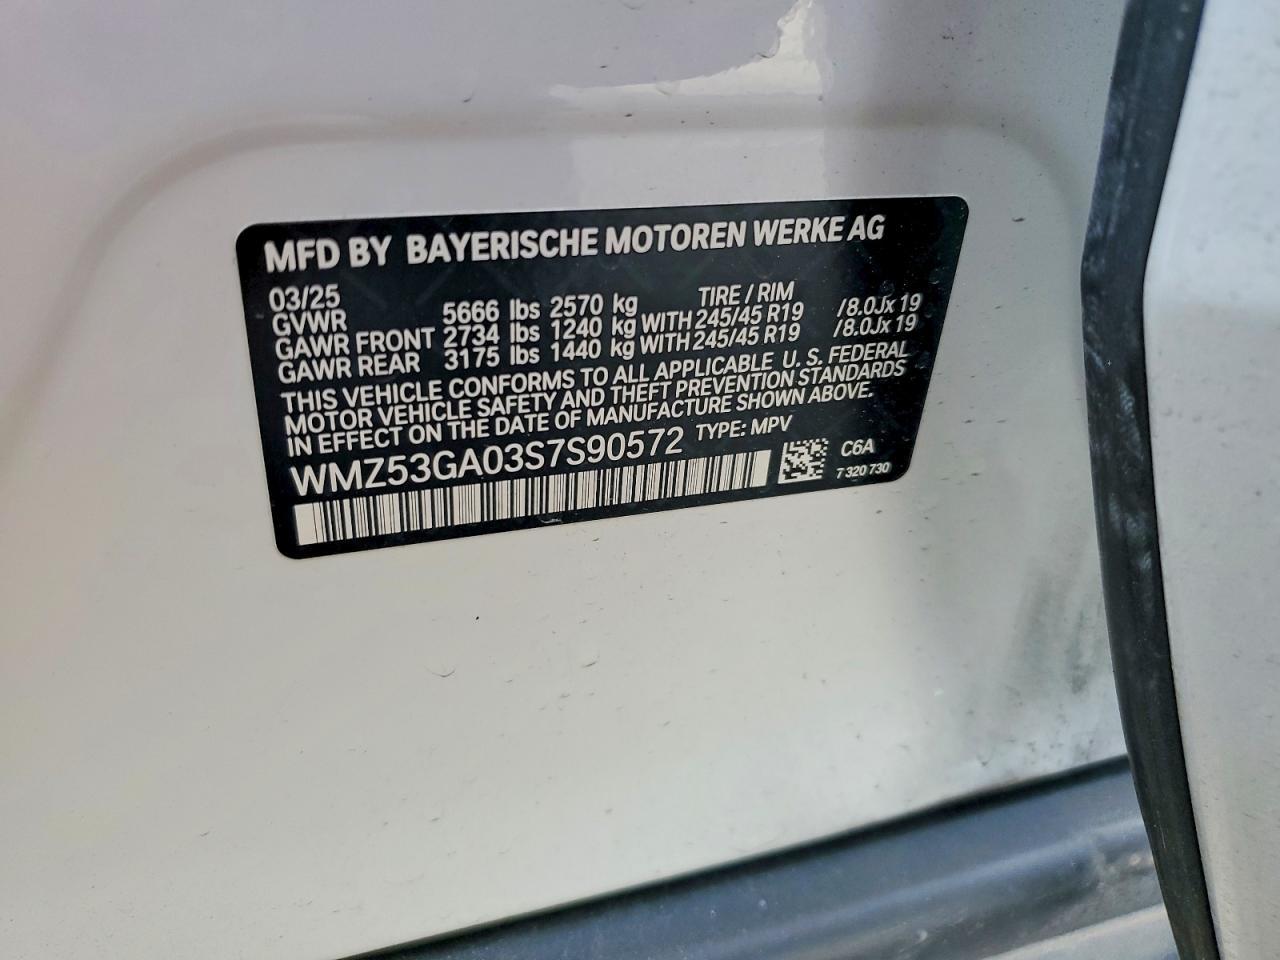 MFD BY BAYERISCHE MOTOREN WERKE AG
03/25 TIRE / RIM
GVWR 5666 lbs 2570 kg
GAWR FRONT 2734 lbs 1240 kg WITH 245/45 R19 /8.0Jx19
GAWR REAR 3175 lbs 1440 kg WITH 245/45 R19 /8.0Jx19
THIS VEHICLE CONFORMS TO ALL APPLICABLE U. S. FEDERAL
MOTOR VEHICLE SAFETY AND THEFT PREVENTION STANDARDS
IN EFFECT ON THE DATE OF MANUFACTURE SHOWN ABOVE.
WMZ53GA03S7S90572 TYPE: MPV
C6A
7 320 730